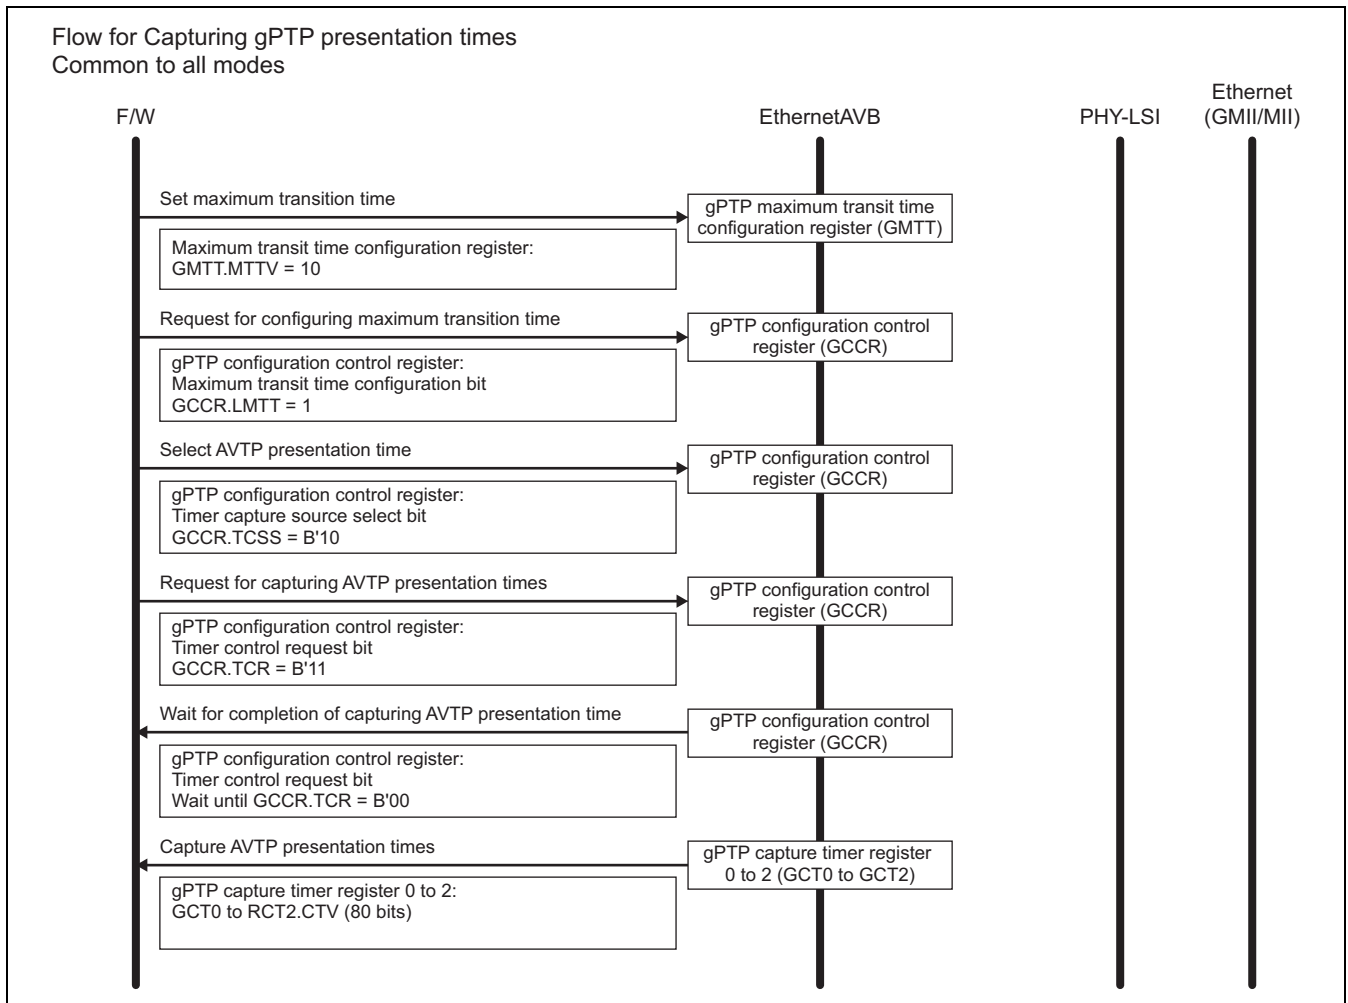 Flow for Capturing gPTP presentation times
Common to all modes
F/W
EthernetAVB
PHY-LSI
Ethernet
(GMII/MII)
Set maximum transition time
gPTP maximum transit time
configuration register (GMTT)
Maximum transit time configuration register:
GMTT.MTTV = 10
Request for configuring maximum transition time
gPTP configuration control
register (GCCR)
gPTP configuration control register:
Maximum transit time configuration bit
GCCR.LMTT = 1
Select AVTP presentation time
gPTP configuration control
register (GCCR)
gPTP configuration control register:
Timer capture source select bit
GCCR.TCSS = B'10
Request for capturing AVTP presentation times
gPTP configuration control
register (GCCR)
gPTP configuration control register:
Timer control request bit
GCCR.TCR = B'11
Wait for completion of capturing AVTP presentation time
gPTP configuration control
register (GCCR)
gPTP configuration control register:
Timer control request bit
Wait until GCCR.TCR = B'00
Capture AVTP presentation times
gPTP capture timer register
0 to 2 (GCT0 to GCT2)
gPTP capture timer register 0 to 2:
GCT0 to RCT2.CTV (80 bits)